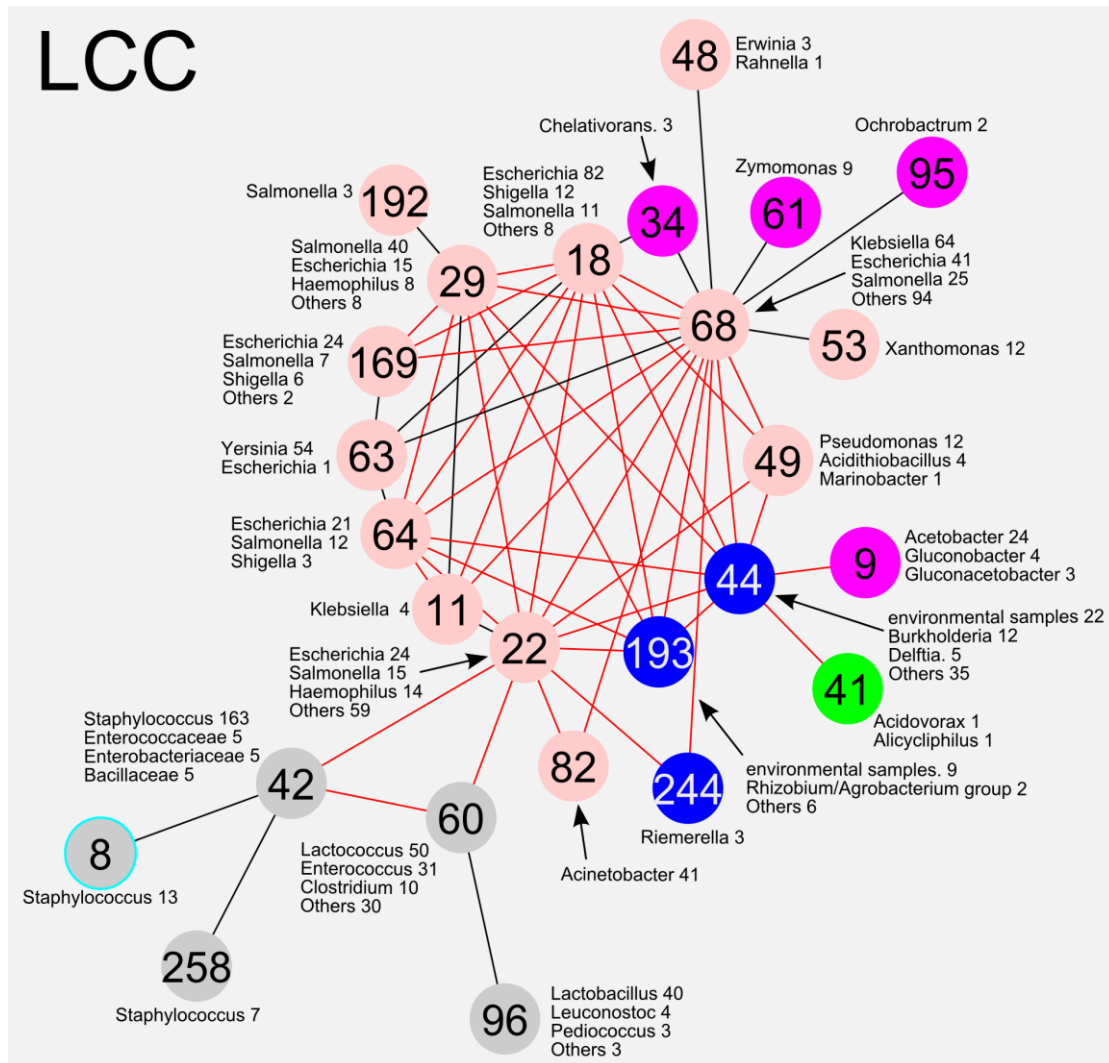 LCC
48
Erwinia 3
Rahnella 1
Chelativorans. 3
Ochrobactrum 2
95
Zymomonas 9
61
34
Escherichia 82
Shigella 12
Salmonella 11
Others 8
18
Salmonella 3
192
Salmonella 40
Escherichia 15
Haemophilus 8
Others 8
29
Klebsiella 64
Escherichia 41
Salmonella 25
Others 94
68
53
Xanthomonas 12
Escherichia 24
Salmonella 7
Shigella 6
Others 2
169
Yersinia 54
Escherichia 1
63
49
Pseudomonas 12
Acidithiobacillus 4
Marinobacter 1
Escherichia 21
Salmonella 12
Shigella 3
64
44
9
Acetobacter 24
Gluconobacter 4
Gluconacetobacter 3
Klebsiella 4
11
environmental samples 22
Burkholderia 12
Delftia. 5
Others 35
22
193
Escherichia 24
Salmonella 15
Haemophilus 14
Others 59
41
Acidovorax 1
Alicycliphilus 1
Staphylococcus 163
Enterococcaceae 5
Enterobacteriaceae 5
Bacillaceae 5
42
82
244
environmental samples. 9
Rhizobium/Agrobacterium group 2
Others 6
60
Riemerella 3
8
Staphylococcus 13
Lactococcus 50
Enterococcus 31
Clostridium 10
Others 30
Acinetobacter 41
258
Staphylococcus 7
96
Lactobacillus 40
Leuconostoc 4
Pediococcus 3
Others 3